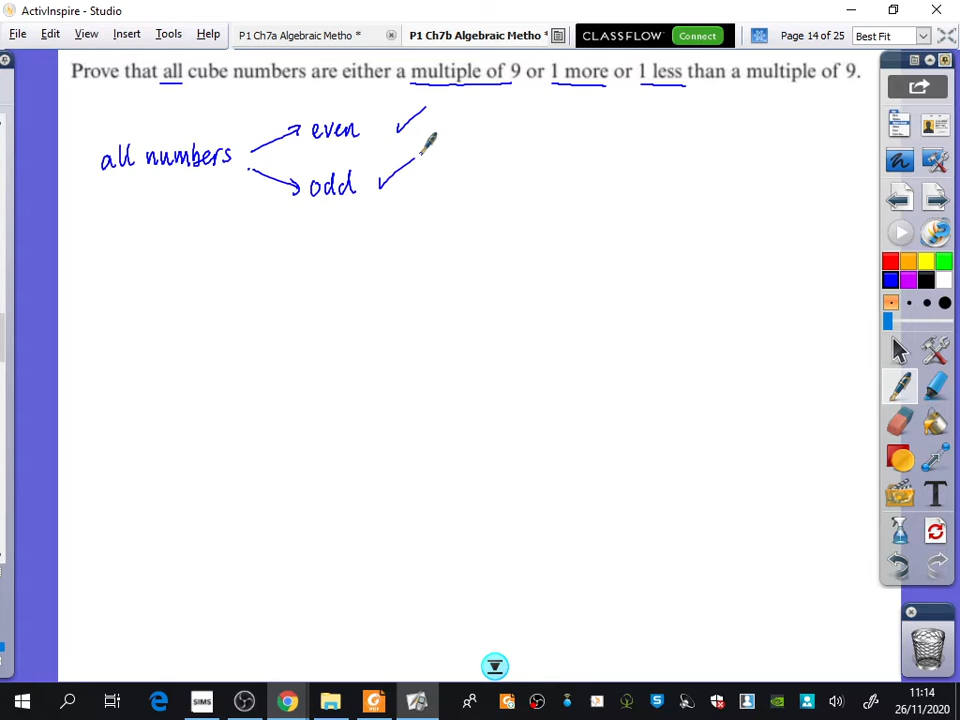 ActivInspire - Studio
File Edit View Insert Tools Help
P1 Ch7a Algebraic Metho *
P1 Ch7b Algebraic Metho *
CLASSFLOW Connect
Page 14 of 25
Best Fit
Prove that all cube numbers are either a multiple of 9 or 1 more or 1 less than a multiple of 9.
all numbers
even
odd
T
SIMS
11:14
26/11/2020